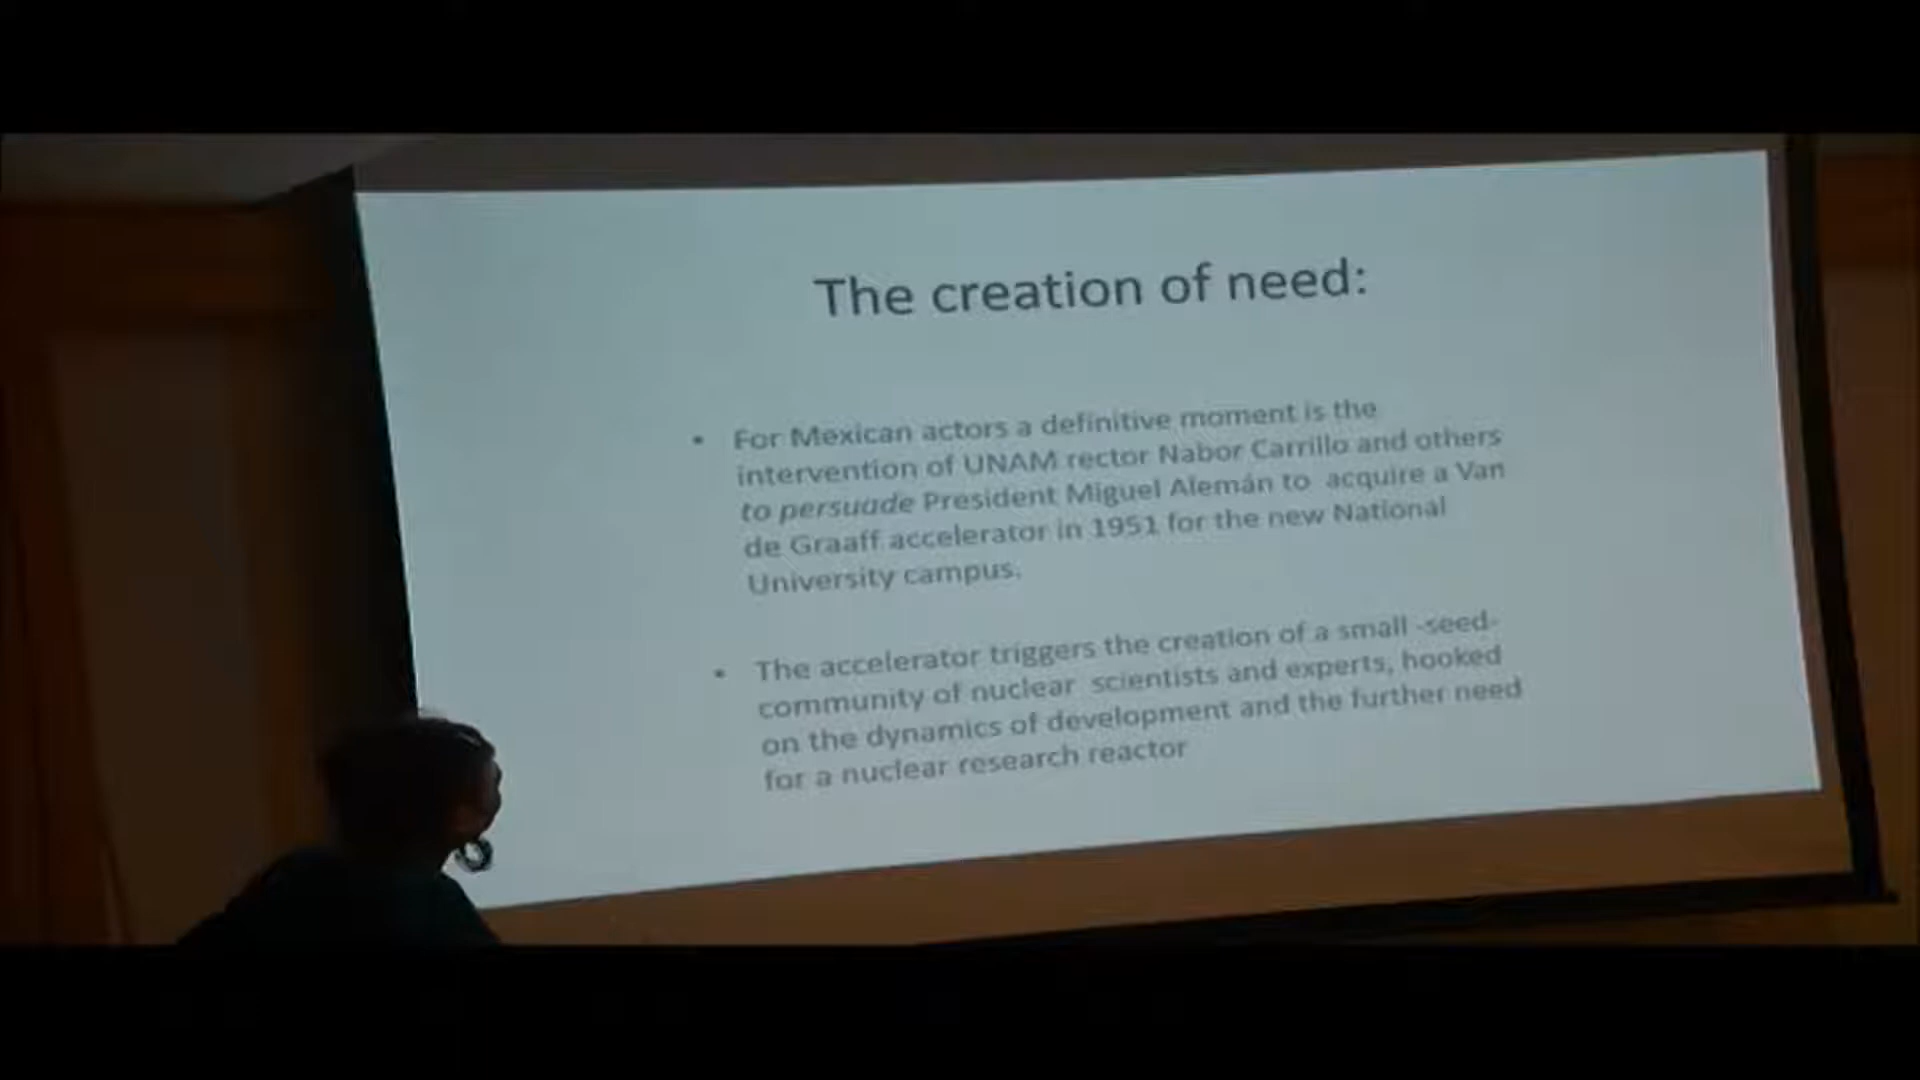 The creation of need:
• For Mexican actors a definitive moment is the
intervention of UNAM rector Nabor Carrillo and others
to persuade President Miguel Alemán to acquire a Van
de Graaff accelerator in 1951 for the new National
University campus.
• The accelerator triggers the creation of a small -seed-
community of nuclear scientists and experts, hooked
on the dynamics of development and the further need
for a nuclear research reactor